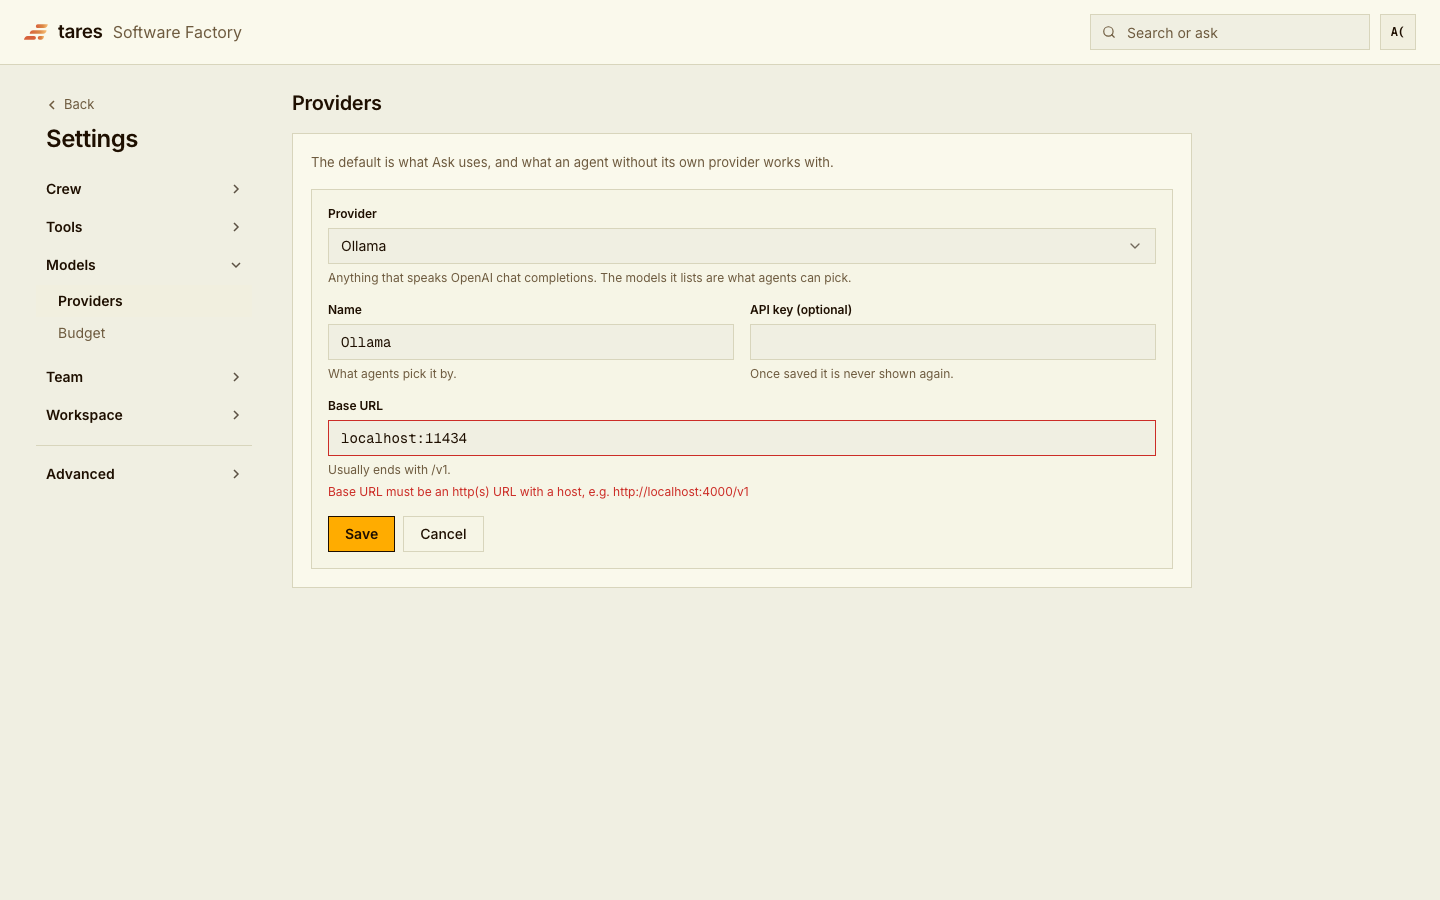 tares Software Factory
Search or ask
A(
Back
Settings
Crew
Tools
Models
Providers
Budget
Team
Workspace
Advanced
Providers
The default is what Ask uses, and what an agent without its own provider works with.
Provider
Ollama
Anything that speaks OpenAI chat completions. The models it lists are what agents can pick.
Name
Ollama
What agents pick it by.
API key (optional)
Once saved it is never shown again.
Base URL
localhost:11434
Usually ends with /v1.
Base URL must be an http(s) URL with a host, e.g. http://localhost:4000/v1
Save
Cancel